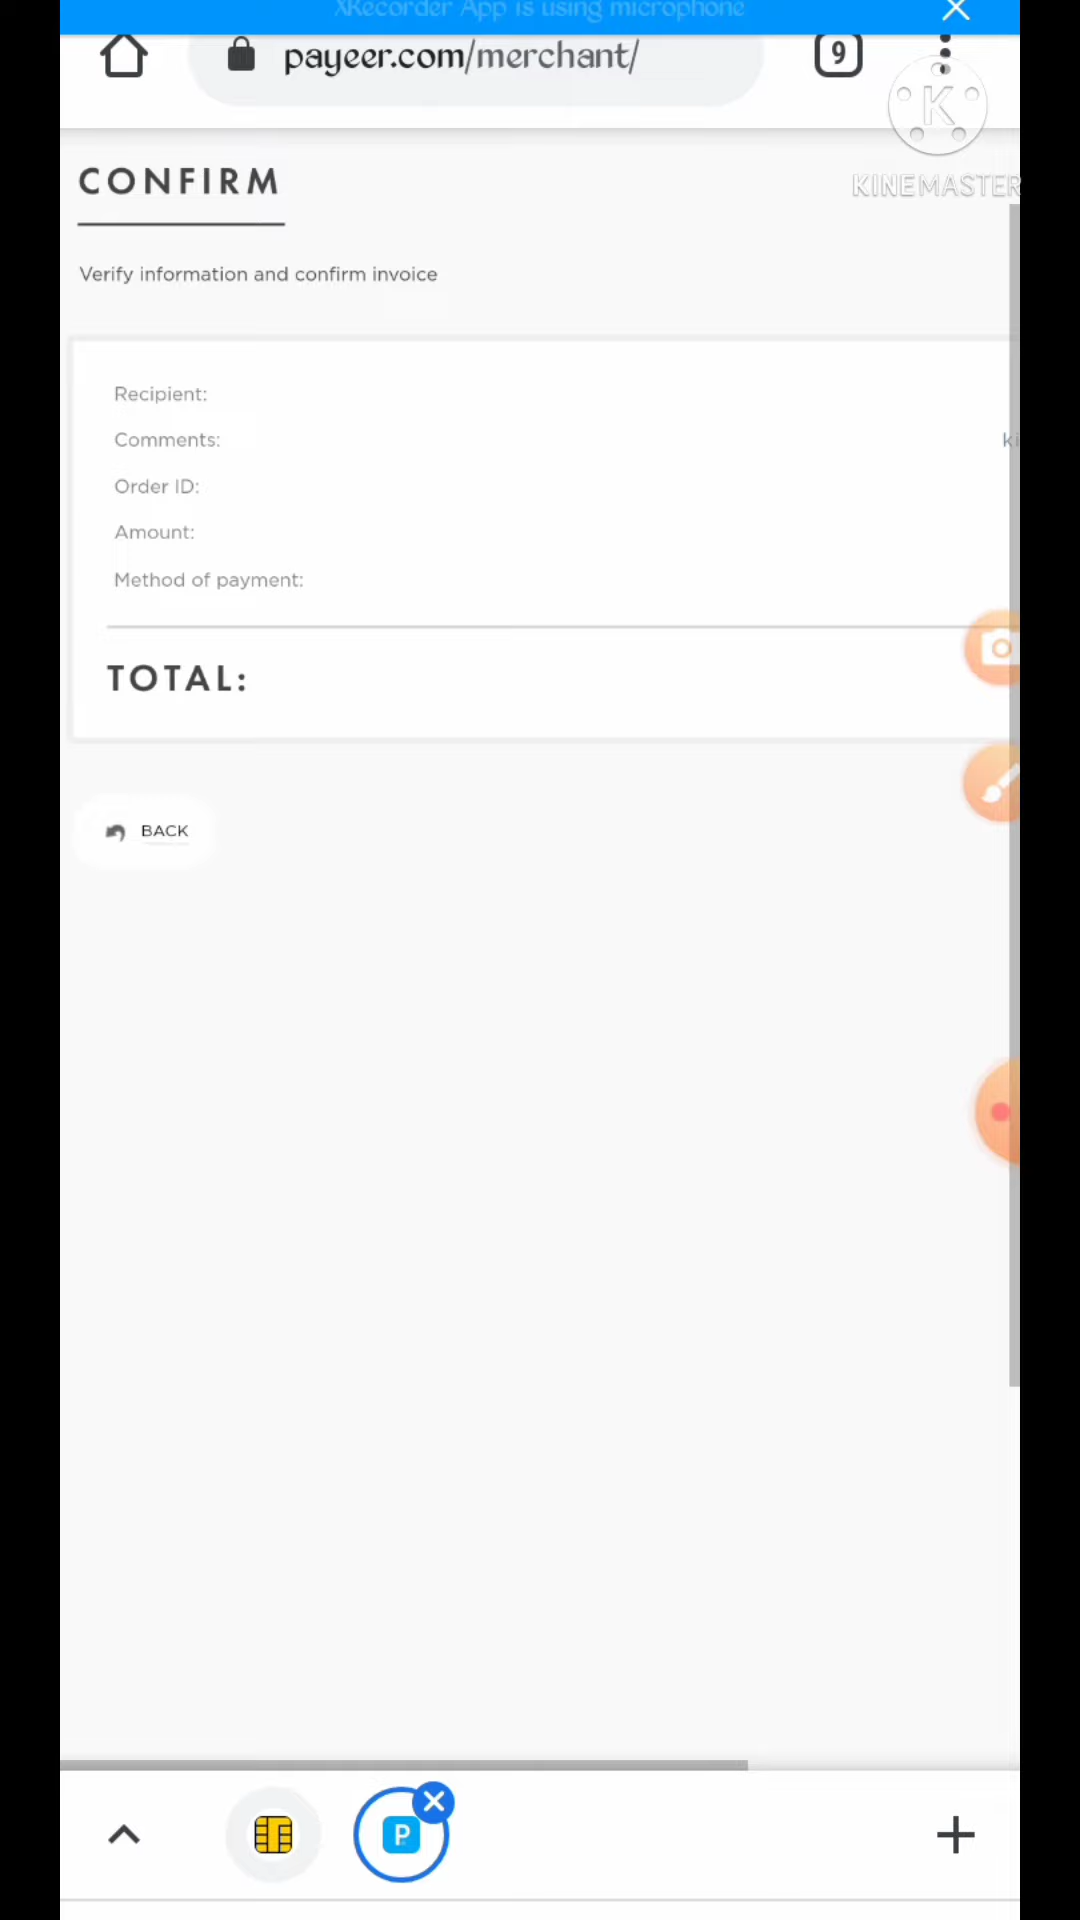 XRecorder App is using microphone
payeer.com/merchant/
9
K
KINEMASTER
CONFIRM
Verify information and confirm invoice
Recipient:
Comments:
ki
Order ID:
Amount:
Method of payment:
TOTAL:
BACK
P